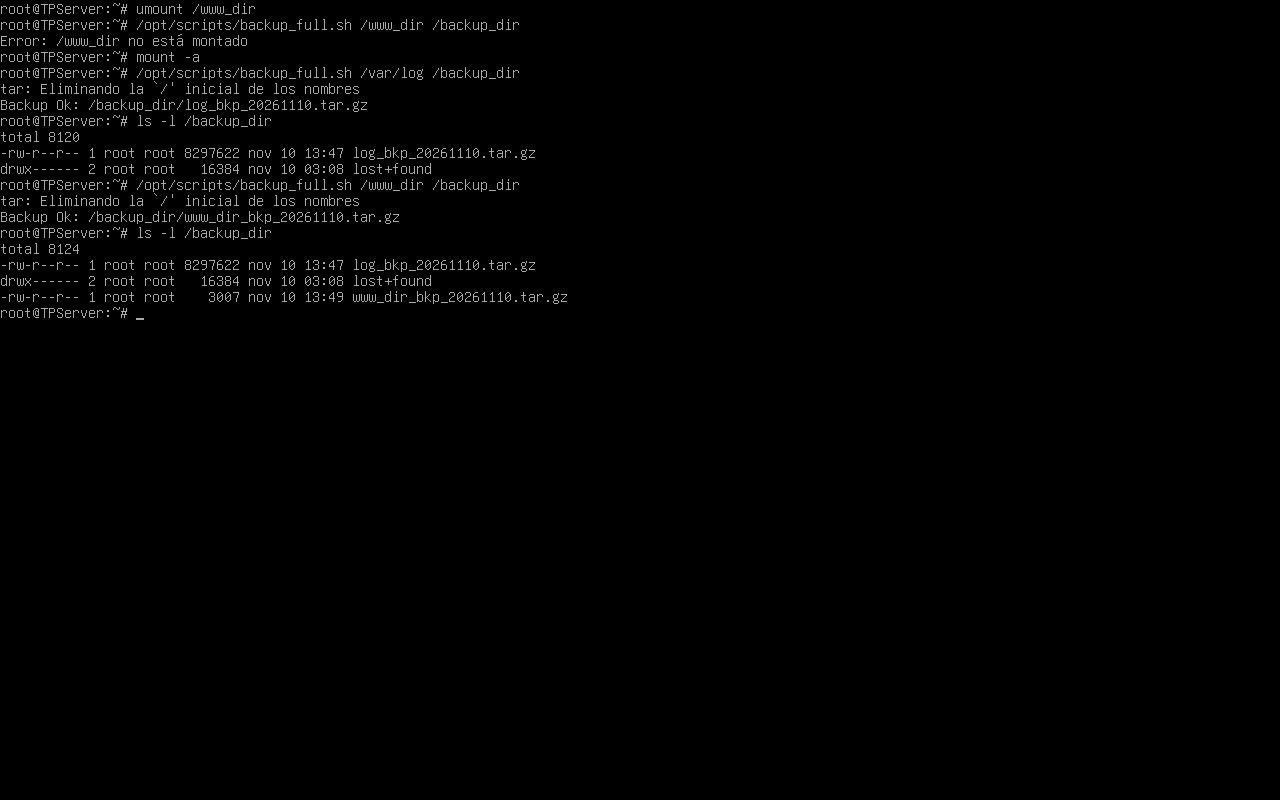 root@TPServer:~# umount /www_dir
root@TPServer:~# /opt/scripts/backup_full.sh /www_dir /backup_dir
Error: /www_dir no está montado
root@TPServer:~# mount -a
root@TPServer:~# /opt/scripts/backup_full.sh /var/log /backup_dir
tar: Eliminando la `/' inicial de los nombres
Backup Ok: /backup_dir/log_bkp_20261110.tar.gz
root@TPServer:~# ls -l /backup_dir
total 8120
-rw-r--r-- 1 root root 8297622 nov 10 13:47 log_bkp_20261110.tar.gz
drwx------ 2 root root   16384 nov 10 03:08 lost+found
root@TPServer:~# /opt/scripts/backup_full.sh /www_dir /backup_dir
tar: Eliminando la `/' inicial de los nombres
Backup Ok: /backup_dir/www_dir_bkp_20261110.tar.gz
root@TPServer:~# ls -l /backup_dir
total 8124
-rw-r--r-- 1 root root 8297622 nov 10 13:47 log_bkp_20261110.tar.gz
drwx------ 2 root root   16384 nov 10 03:08 lost+found
-rw-r--r-- 1 root root    3007 nov 10 13:49 www_dir_bkp_20261110.tar.gz
root@TPServer:~# _